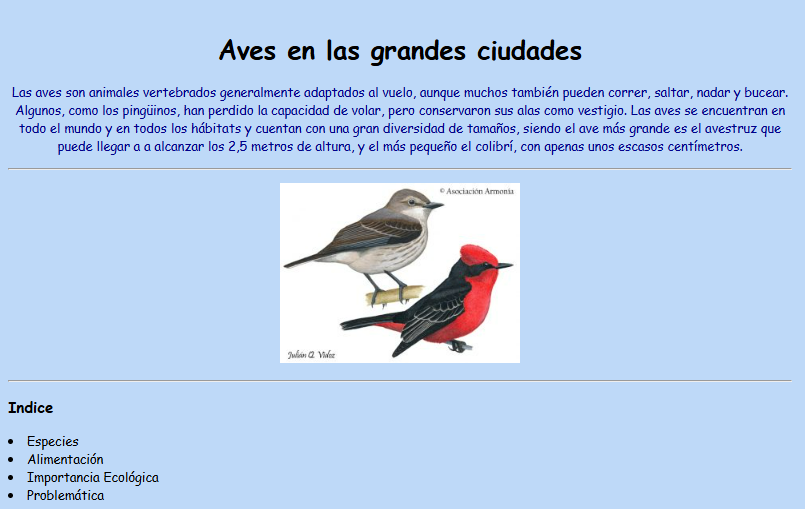 Aves en las grandes ciudades
Las aves son animales vertebrados generalmente adaptados al vuelo, aunque muchos también pueden correr, saltar, nadar y bucear.
Algunos, como los pingüinos, han perdido la capacidad de volar, pero conservaron sus alas como vestigio. Las aves se encuentran en
todo el mundo y en todos los hábitats y cuentan con una gran diversidad de tamaños, siendo el ave más grande es el avestruz que
puede llegar a a alcanzar los 2,5 metros de altura, y el más pequeño el colibrí, con apenas unos escasos centímetros.
© Asociación Armonía
Julián Q. Vidoz
Indice
• Especies
• Alimentación
• Importancia Ecológica
• Problemática